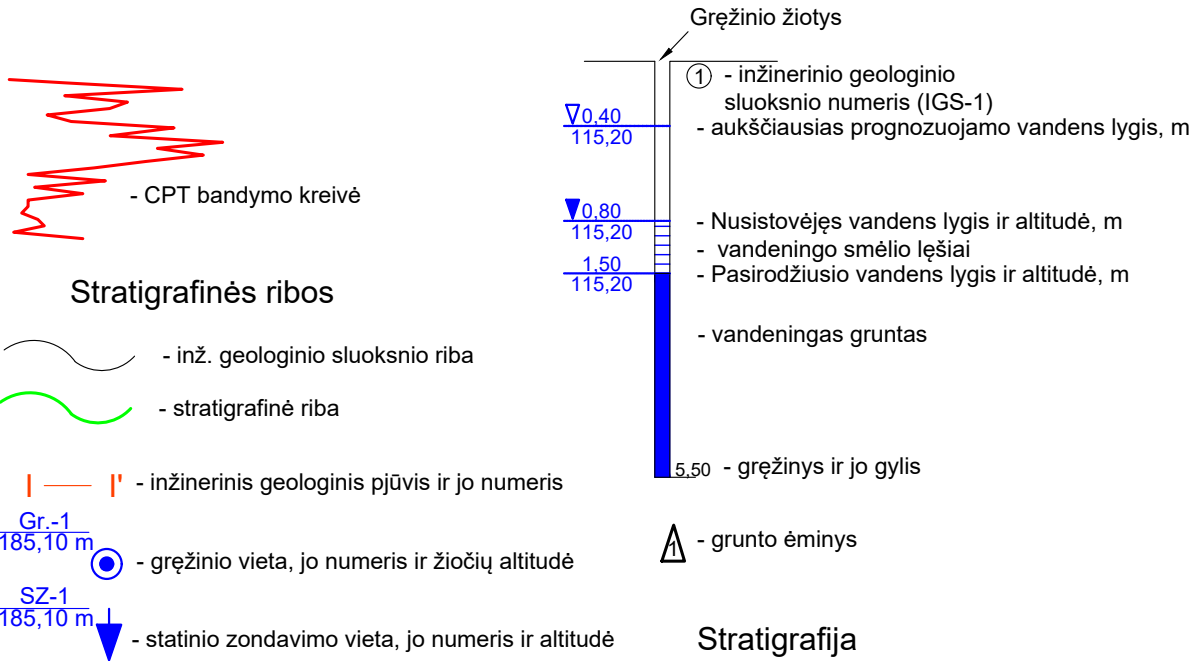 - CPT bandymo kreivė
Stratigrafinės ribos
- inž. geologinio sluoksnio riba
- stratigrafinė riba
I — I' - inžinerinis geologinis pjūvis ir jo numeris
Gr.-1
185,10 m
- gręžinio vieta, jo numeris ir žiočių altitudė
SZ-1
185,10 m
- statinio zondavimo vieta, jo numeris ir altitudė
Gręžinio žiotys
1 - inžinerinio geologinio
sluoksnio numeris (IGS-1)
0,40
115,20
- aukščiausias prognozuojamo vandens lygis, m
0,80
115,20
- Nusistovėjęs vandens lygis ir altitudė, m
- vandeningo smėlio lęšiai
1,50
115,20
- Pasirodžiusio vandens lygis ir altitudė, m
- vandeningas gruntas
5,50 - gręžinys ir jo gylis
1 - grunto ėminys
Stratigrafija